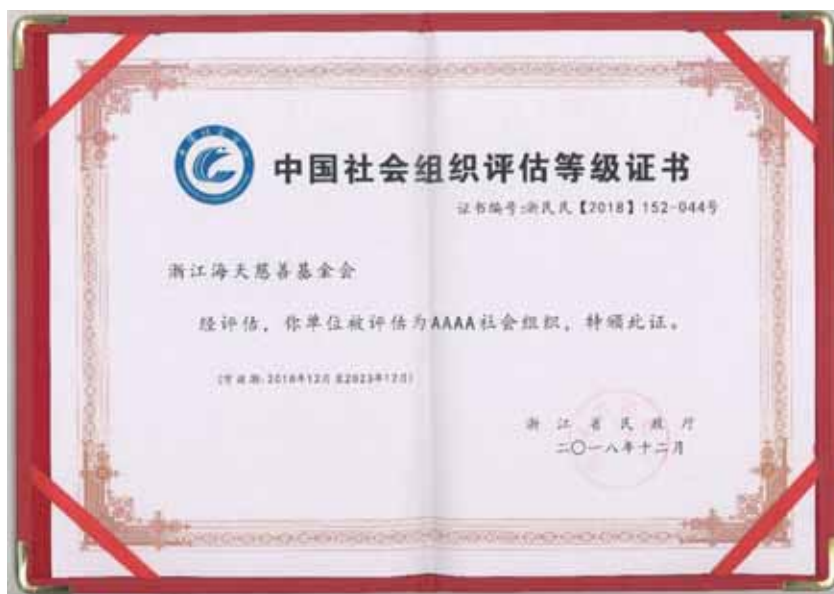 中国社会组织评估等级证书
证书编号:浙民民【2018】152-044号
浙江海天慈善基金会
经评估，你单位被评估为AAAA社会组织，特颁此证。
(有效期:2018年12月至2023年12月)
浙江省民政厅
二〇一八年十二月